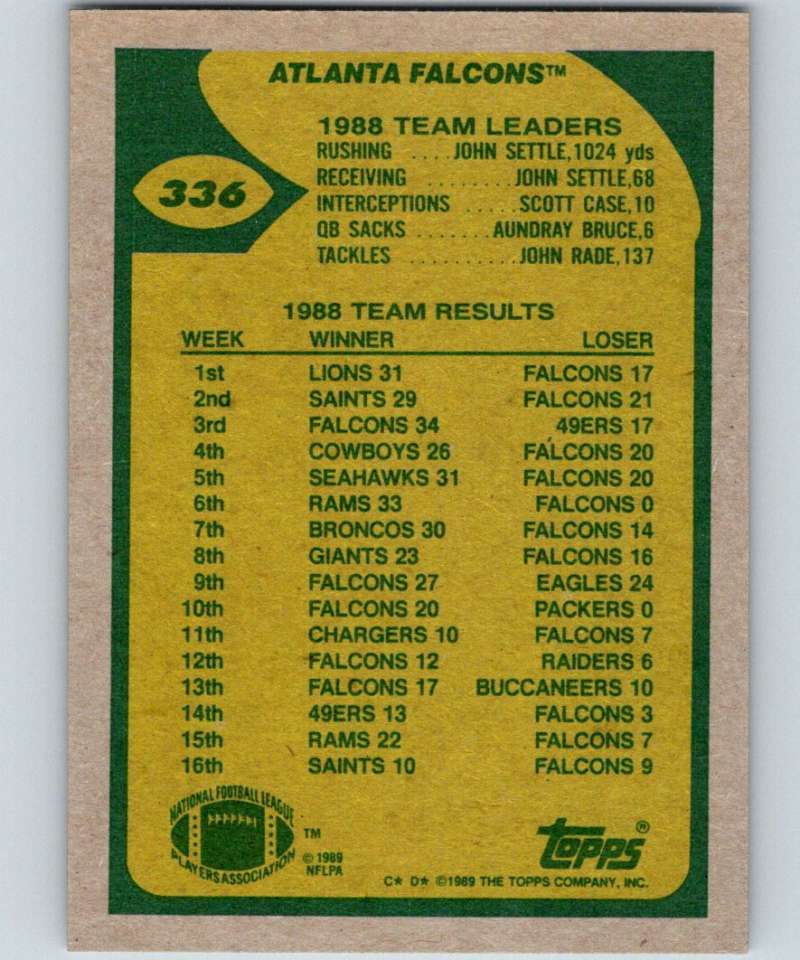 ATLANTA FALCONS™
336
1988 TEAM LEADERS
RUSHING ....JOHN SETTLE,1024 yds
RECEIVING ........JOHN SETTLE,68
INTERCEPTIONS .....SCOTT CASE,10
QB SACKS .......AUNDRAY BRUCE,6
TACKLES ..........JOHN RADE,137
1988 TEAM RESULTS
WEEK WINNER LOSER
1st LIONS 31 FALCONS 17
2nd SAINTS 29 FALCONS 21
3rd FALCONS 34 49ERS 17
4th COWBOYS 26 FALCONS 20
5th SEAHAWKS 31 FALCONS 20
6th RAMS 33 FALCONS 0
7th BRONCOS 30 FALCONS 14
8th GIANTS 23 FALCONS 16
9th FALCONS 27 EAGLES 24
10th FALCONS 20 PACKERS 0
11th CHARGERS 10 FALCONS 7
12th FALCONS 12 RAIDERS 6
13th FALCONS 17 BUCCANEERS 10
14th 49ERS 13 FALCONS 3
15th RAMS 22 FALCONS 7
16th SAINTS 10 FALCONS 9
NATIONAL FOOTBALL LEAGUE
PLAYERS ASSOCIATION
™
© 1989
NFLPA
TOPPS®
C★ D★ ©1989 THE TOPPS COMPANY, INC.